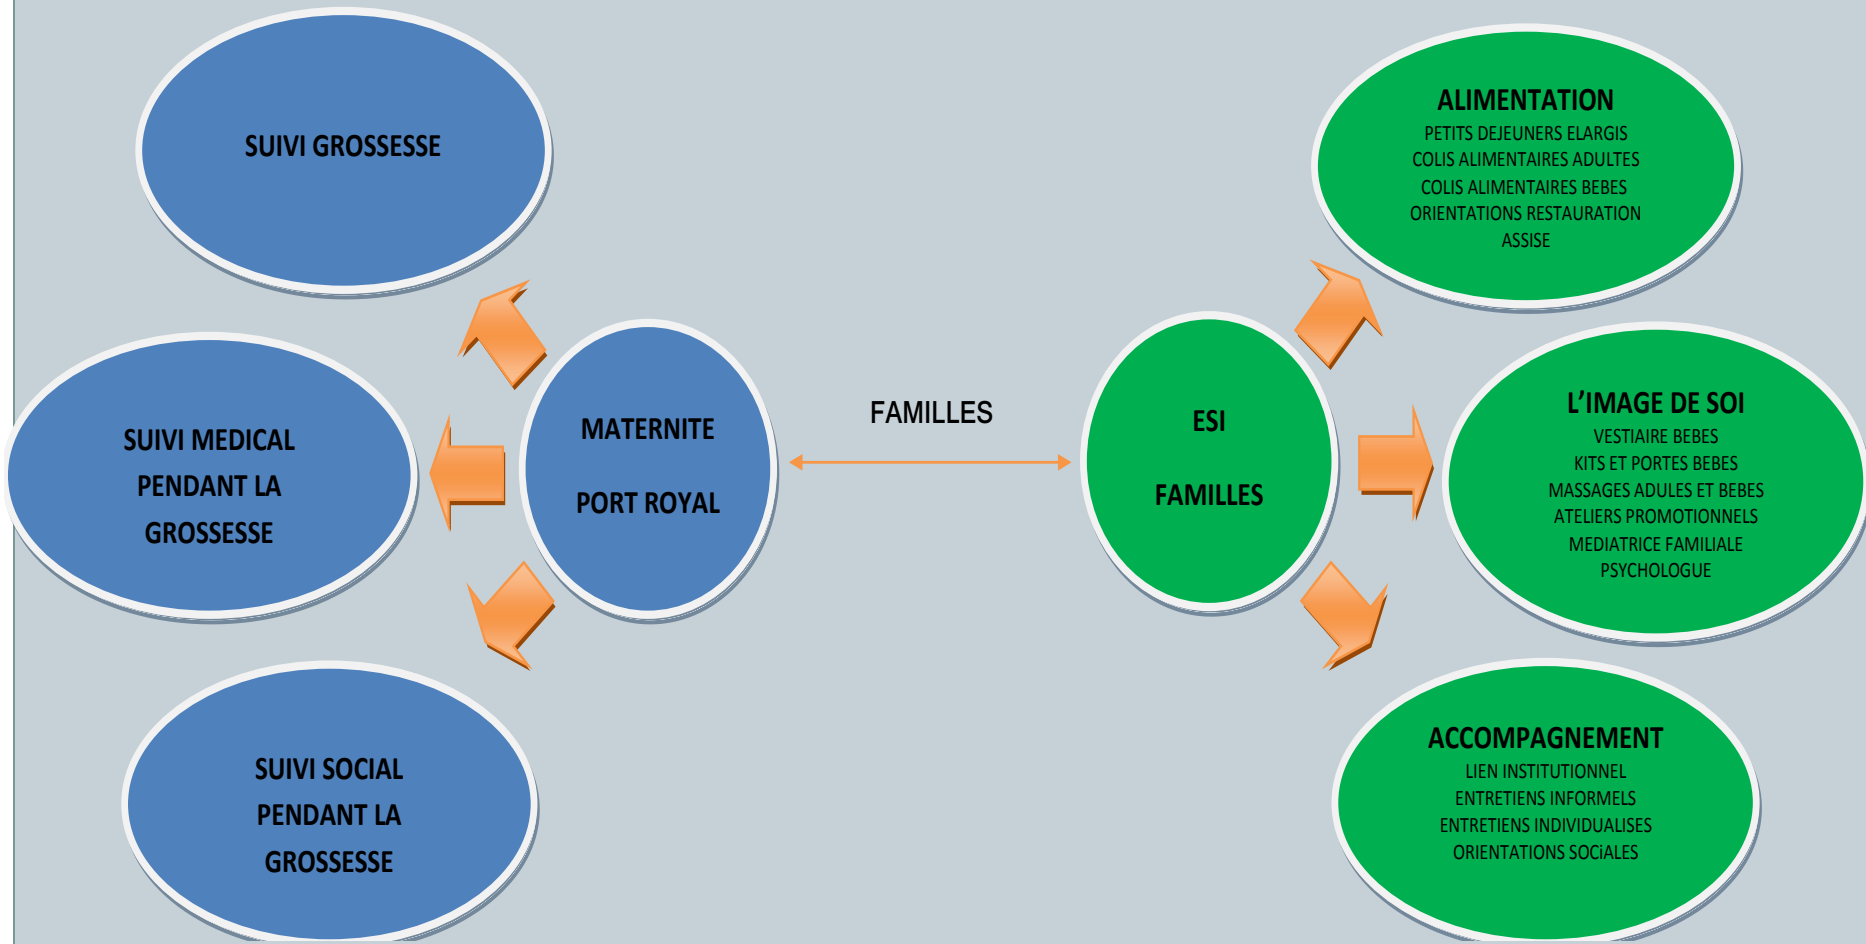 SUIVI GROSSESSE
SUIVI MEDICAL
PENDANT LA
GROSSESSE
SUIVI SOCIAL
PENDANT LA
GROSSESSE
MATERNITE
PORT ROYAL
FAMILLES
ESI
FAMILLES
ALIMENTATION
PETITS DEJEUNERS ELARGIS
COLIS ALIMENTAIRES ADULTES
COLIS ALIMENTAIRES BEBES
ORIENTATIONS RESTAURATION
ASSISE
L’IMAGE DE SOI
VESTIAIRE BEBES
KITS ET PORTES BEBES
MASSAGES ADULES ET BEBES
ATELIERS PROMOTIONNELS
MEDIATRICE FAMILIALE
PSYCHOLOGUE
ACCOMPAGNEMENT
LIEN INSTITUTIONNEL
ENTRETIENS INFORMELS
ENTRETIENS INDIVIDUALISES
ORIENTATIONS SOCiALES